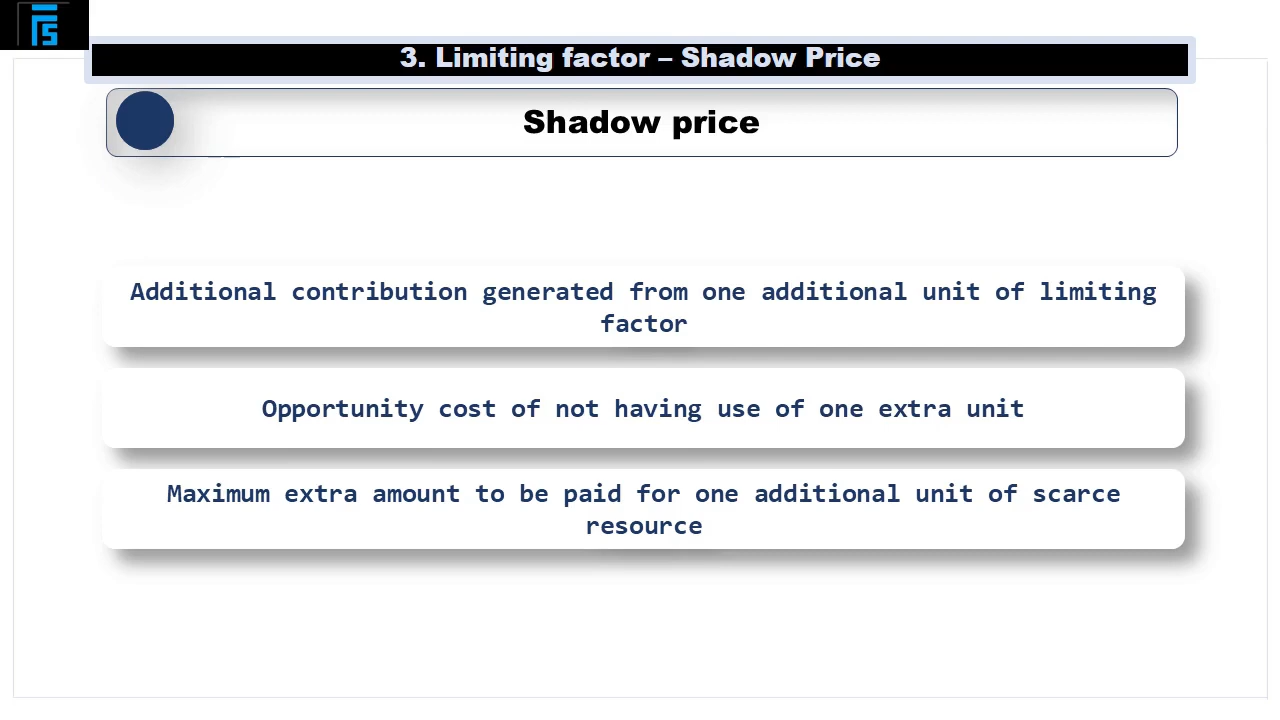 3. Limiting factor – Shadow Price
Shadow price
Additional contribution generated from one additional unit of limiting
factor
Opportunity cost of not having use of one extra unit
Maximum extra amount to be paid for one additional unit of scarce
resource